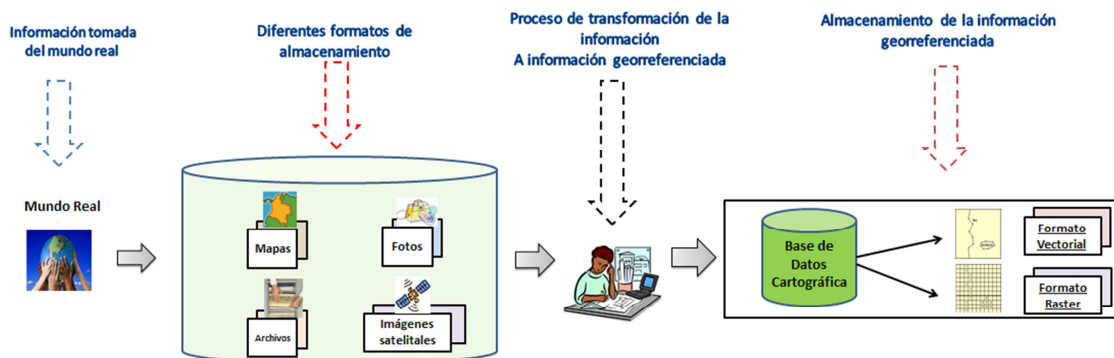 Información tomada
del mundo real
Diferentes formatos de
almacenamiento
Proceso de transformación de la
información
A información georreferenciada
Almacenamiento de la información
georreferenciada
Mundo Real
Mapas
Fotos
Archivos
Imágenes
satelitales
Base de
Datos
Cartográfica
Formato
Vectorial
Formato
Raster